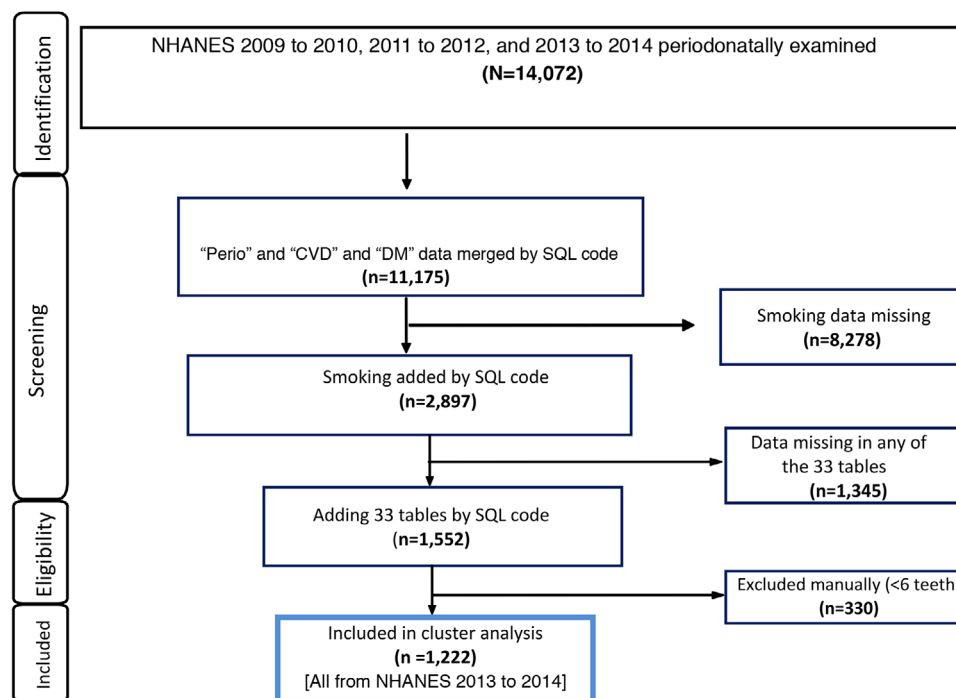 Identification
NHANES 2009 to 2010, 2011 to 2012, and 2013 to 2014 periodonatally examined
(N=14,072)
Screening
"Perio" and "CVD" and "DM" data merged by SQL code
(n=11,175)
Smoking data missing
(n=8,278)
Smoking added by SQL code
(n=2,897)
Data missing in any of
the 33 tables
(n=1,345)
Eligibility
Adding 33 tables by SQL code
(n=1,552)
Excluded manually (<6 teeth
(n=330)
Included
Included in cluster analysis
(n =1,222)
[All from NHANES 2013 to 2014]